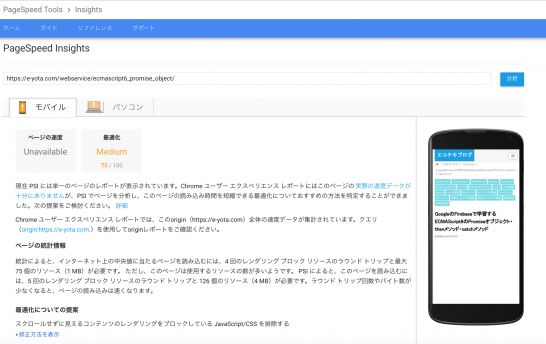 PageSpeed Tools > Insights
ホーム ガイド リファレンス サポート
PageSpeed Insights
https://e-yota.com/webservice/ecmascript6_promise_object/ 分析
モバイル パソコン
ページの速度 最適化
Unavailable Medium
78 / 100
現在 PSI には単一のページのレポートが表示されています。Chrome ユーザー エクスペリエンス レポートにはこのページの 実際の速度データが
十分にありませんが、PSI でページを分析し、このページの読み込み時間を短縮できる最適化についておすすめの方法を特定することができま
した。次の提案をご検討ください。 詳細
Chrome ユーザー エクスペリエンス レポートでは、このorigin（https://e-yota.com）全体の速度データが集計されています。クエリ
（origin:https://e-yota.com）を使用してoriginレポートをご確認ください。
ページの統計情報
統計によると、インターネット上の中央値に当たるページを読み込むには、4 回のレンダリング ブロック リソースのラウンド トリップと最大
75 個のリソース（1 MB）が必要です。 ただし、このページは使用するリソースの数が多いようです。 PSI によると、このページを読み込む
には、5 回のレンダリング ブロック リソースのラウンド トリップと 126 個のリソース（4 MB）が必要です。ラウンド トリップ回数やバイト数が
少なくなると、ページの読み込みは速くなります。
最適化についての提案
スクロールせずに見えるコンテンツのレンダリングをブロックしている JavaScript/CSS を排除する
修正方法を表示
エコテキブログ
GoogleのFirebaseで学習する
ECMAScript6のPromiseオブジェクト・
thenメソッド・catchメソッド